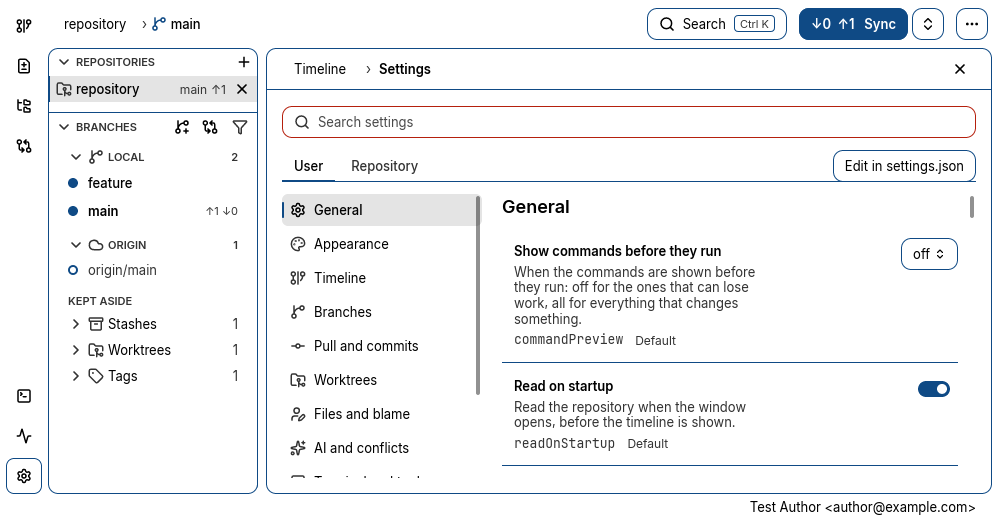 repository
main
Search Ctrl K
↓0 ↑1 Sync
REPOSITORIES
repository main ↑1
BRANCHES
LOCAL 2
feature
main ↑1 ↓0
ORIGIN 1
origin/main
KEPT ASIDE
Stashes 1
Worktrees 1
Tags 1
Timeline
Settings
Search settings
User
Repository
Edit in settings.json
General
Appearance
Timeline
Branches
Pull and commits
Worktrees
Files and blame
AI and conflicts
General
Show commands before they run
When the commands are shown before
they run: off for the ones that can lose
work, all for everything that changes
something.
commandPreview Default
off
Read on startup
Read the repository when the window
opens, before the timeline is shown.
readOnStartup Default
Test Author <author@example.com>